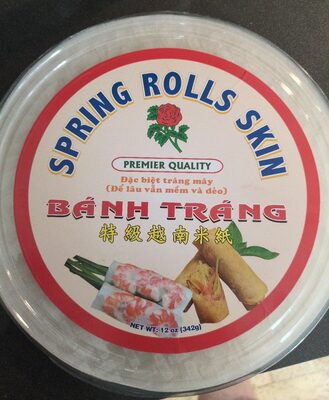 SPRING ROLLS SKIN
PREMIER QUALITY
Đặc biệt tráng mây
(Để lâu vẫn mềm và dẻo)
BÁNH TRÁNG
特級越南米紙
NET WT: 12 oz (342g)